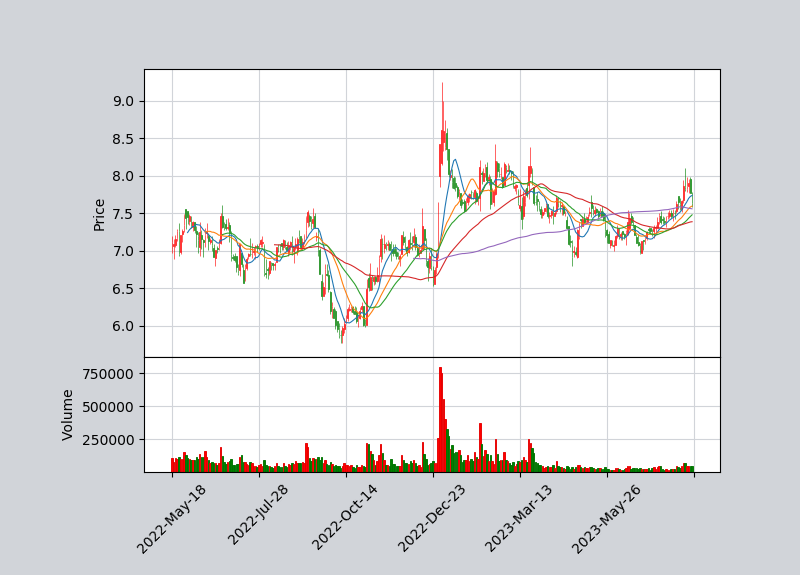 Price
9.0
8.5
8.0
7.5
7.0
6.5
6.0
Volume
750000
500000
250000
2022-May-18
2022-Jul-28
2022-Oct-14
2022-Dec-23
2023-Mar-13
2023-May-26